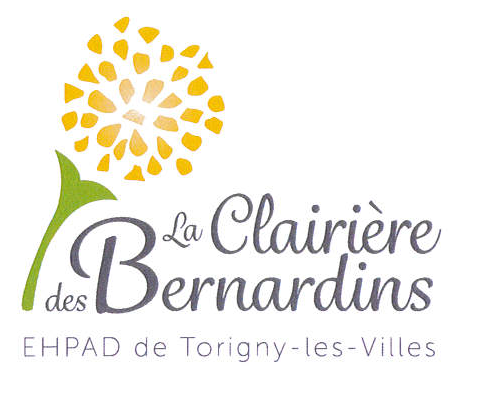 La Clairière
des Bernardins
EHPAD de Torigny-les-Villes